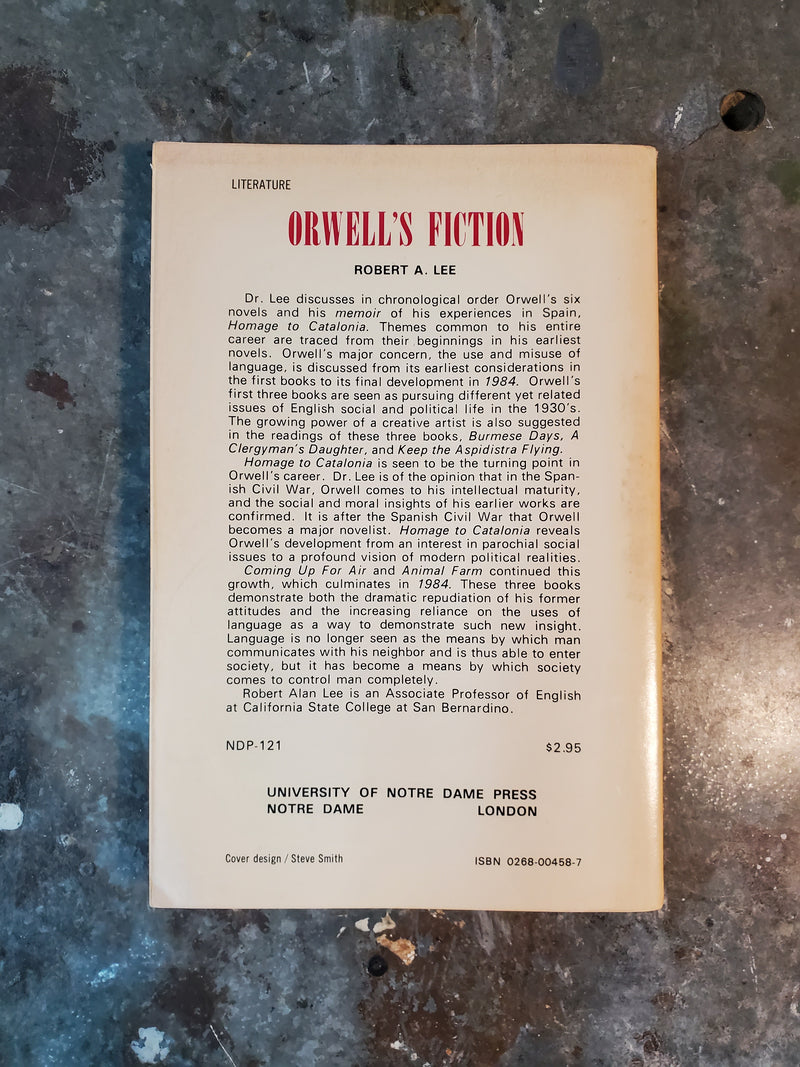 LITERATURE
ORWELL'S FICTION
ROBERT A. LEE
Dr. Lee discusses in chronological order Orwell's six
novels and his memoir of his experiences in Spain,
Homage to Catalonia. Themes common to his entire
career are traced from their beginnings in his earliest
novels. Orwell's major concern, the use and misuse of
language, is discussed from its earliest considerations in
the first books to its final development in 1984. Orwell's
first three books are seen as pursuing different yet related
issues of English social and political life in the 1930's.
The growing power of a creative artist is also suggested
in the readings of these three books, Burmese Days, A
Clergyman's Daughter, and Keep the Aspidistra Flying.
Homage to Catalonia is seen to be the turning point in
Orwell's career. Dr. Lee is of the opinion that in the Span-
ish Civil War, Orwell comes to his intellectual maturity,
and the social and moral insights of his earlier works are
confirmed. It is after the Spanish Civil War that Orwell
becomes a major novelist. Homage to Catalonia reveals
Orwell's development from an interest in parochial social
issues to a profound vision of modern political realities.
Coming Up For Air and Animal Farm continued this
growth, which culminates in 1984. These three books
demonstrate both the dramatic repudiation of his former
attitudes and the increasing reliance on the uses of
language as a way to demonstrate such new insight.
Language is no longer seen as the means by which man
communicates with his neighbor and is thus able to enter
society, but it has become a means by which society
comes to control man completely.
Robert Alan Lee is an Associate Professor of English
at California State College at San Bernardino.
NDP-121 $2.95
UNIVERSITY OF NOTRE DAME PRESS
NOTRE DAME LONDON
Cover design / Steve Smith ISBN 0268-00458-7